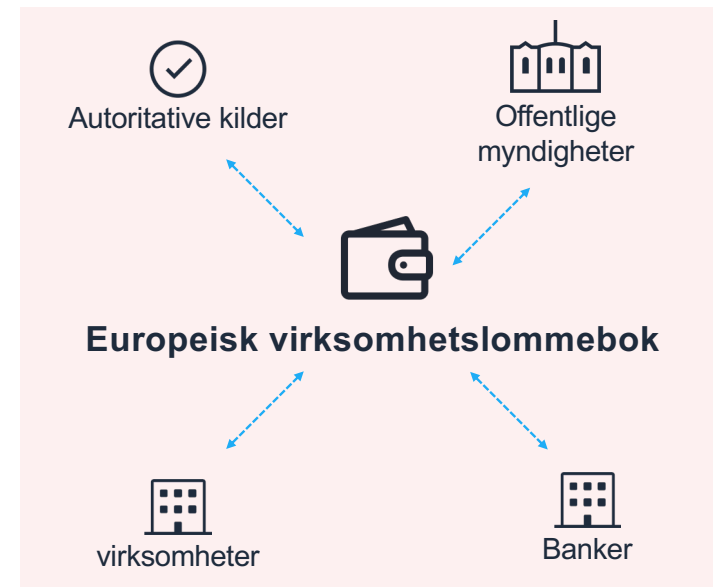 Autoritative kilder
Offentlige
myndigheter
Europeisk virksomhetslommebok
virksomheter
Banker